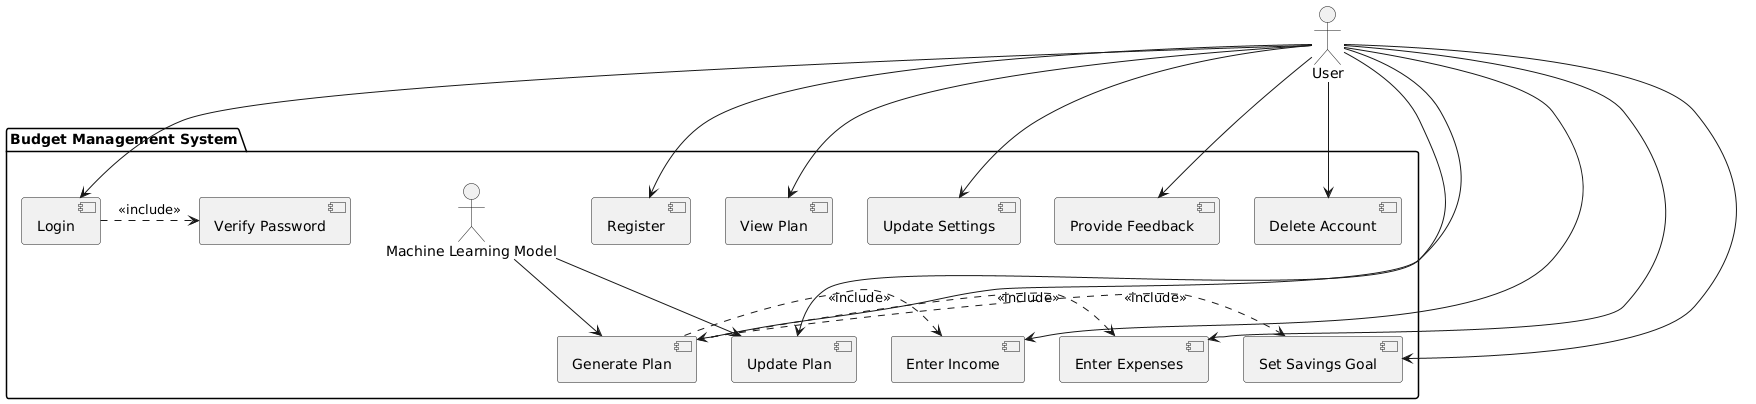 User
Budget Management System
Login
«include»
Verify Password
Machine Learning Model
Register
View Plan
Update Settings
Provide Feedback
Delete Account
«include»
«include»
«include»
Generate Plan
Update Plan
Enter Income
Enter Expenses
Set Savings Goal